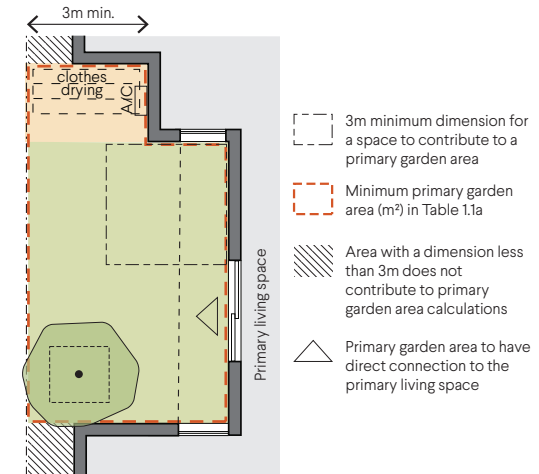 3m min.
clothes
drying
A/C
Primary living space
3m minimum dimension for
a space to contribute to a
primary garden area
Minimum primary garden
area (m²) in Table 1.1a
Area with a dimension less
than 3m does not
contribute to primary
garden area calculations
Primary garden area to have
direct connection to the
primary living space